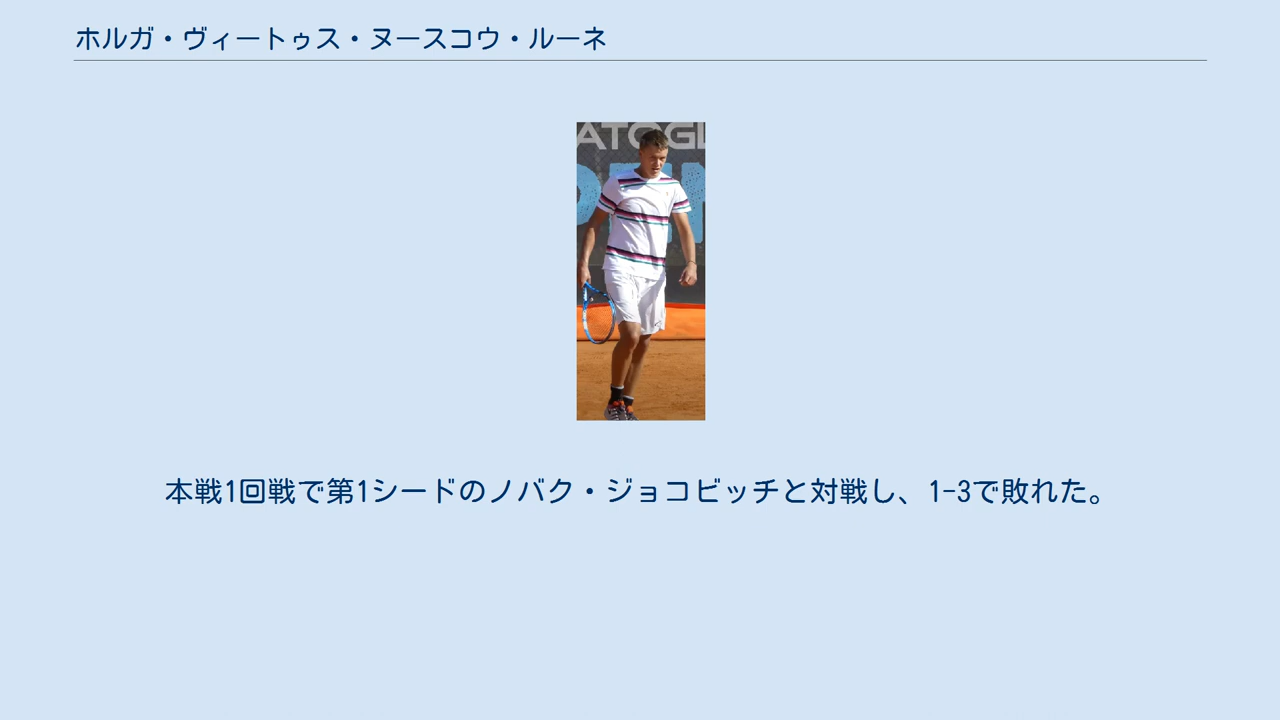 ホルガ・ヴィートゥス・ヌースコウ・ルーネ
ATOGL
本戦1回戦で第1シードのノバク・ジョコビッチと対戦し、1-3で敗れた。